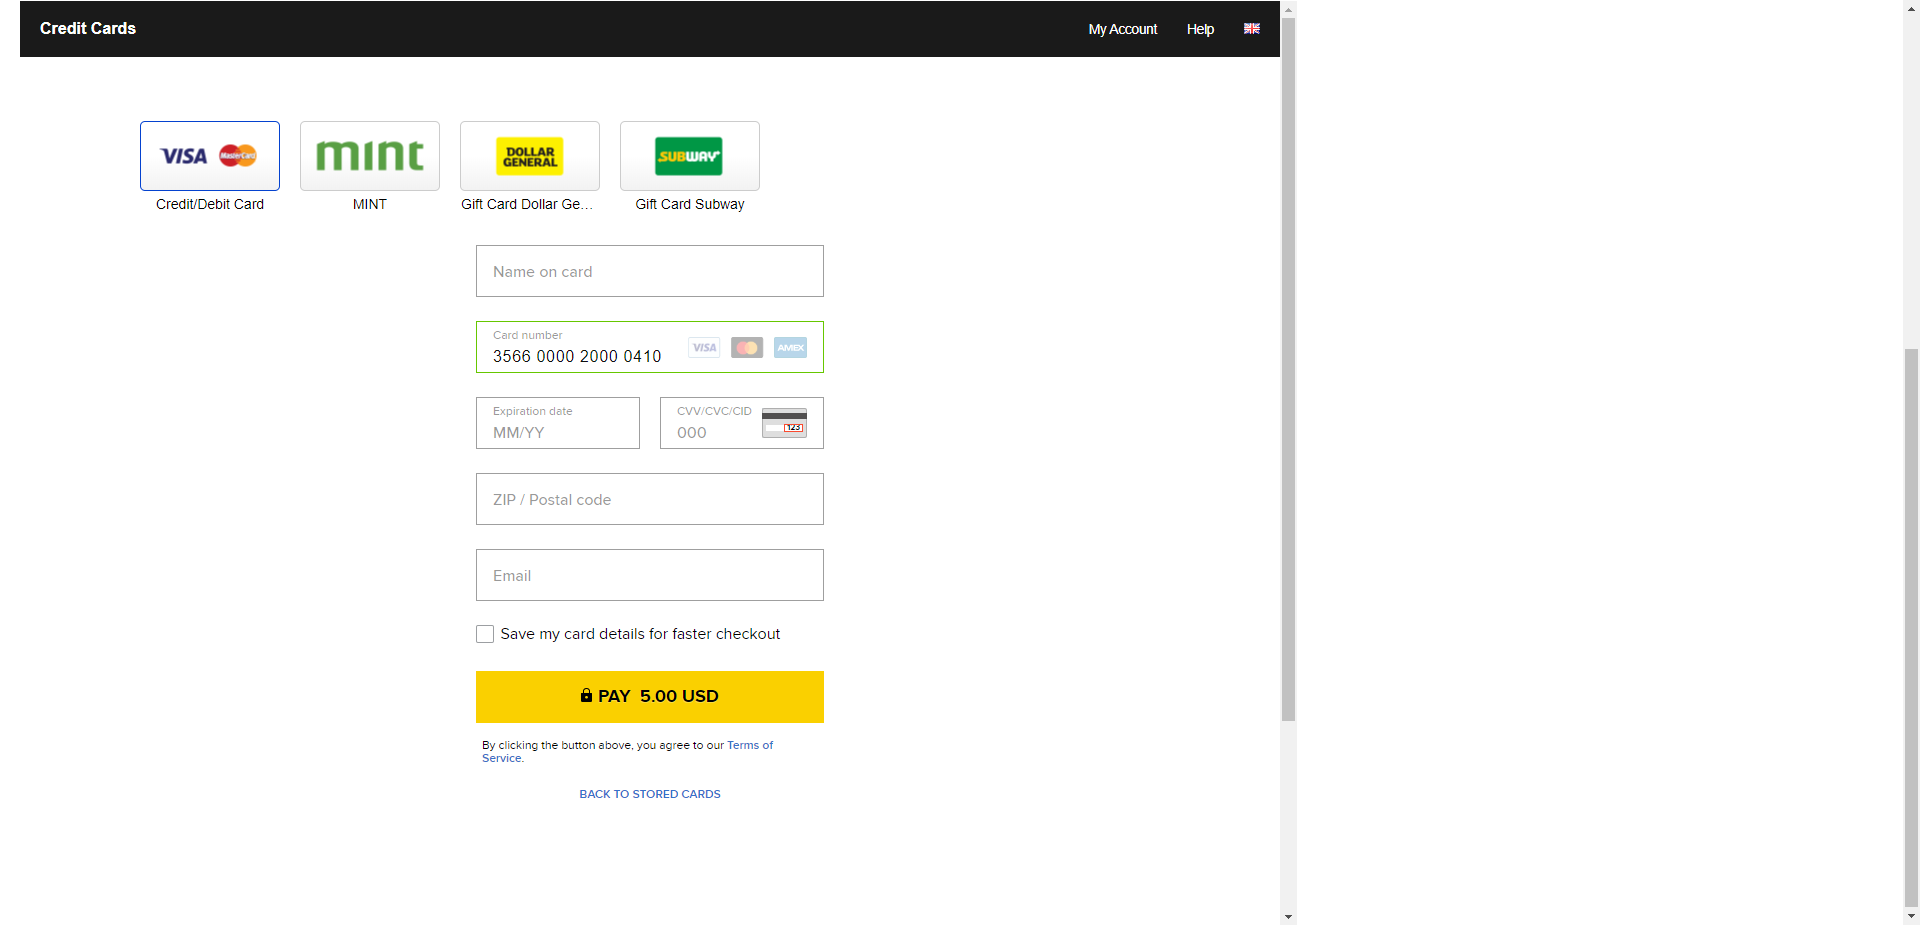 Credit Cards
My Account
Help
VISA MasterCard
mint
DOLLAR
GENERAL
SUBWAY
Credit/Debit Card
MINT
Gift Card Dollar Ge...
Gift Card Subway
Name on card
Card number
3566 0000 2000 0410
VISA
AMEX
Expiration date
MM/YY
CVV/CVC/CID
000
123
ZIP / Postal code
Email
Save my card details for faster checkout
PAY 5.00 USD
By clicking the button above, you agree to our Terms of
Service.
BACK TO STORED CARDS